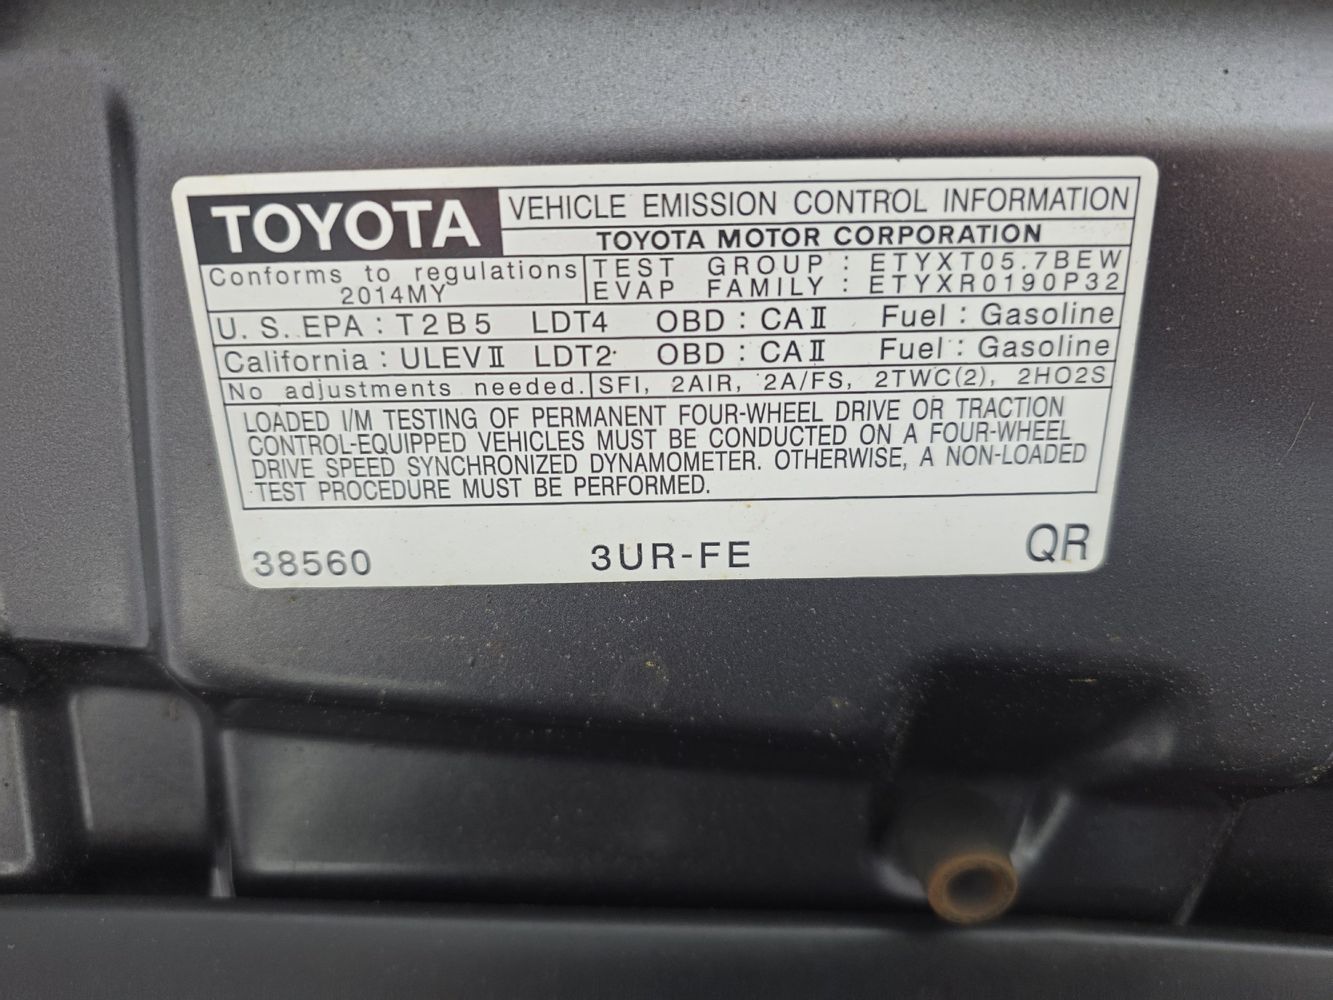 TOYOTA VEHICLE EMISSION CONTROL INFORMATION
TOYOTA MOTOR CORPORATION
Conforms to regulations
2014MY
TEST GROUP : ETYXT05.7BEW
EVAP FAMILY : ETYXR0190P32
U.S. EPA : T2B5 LDT4 OBD : CAⅡ Fuel : Gasoline
California : ULEVⅡ LDT2 OBD : CAⅡ Fuel : Gasoline
No adjustments needed. SFI, 2AIR, 2A/FS, 2TWC(2), 2HO2S
LOADED I/M TESTING OF PERMANENT FOUR-WHEEL DRIVE OR TRACTION
CONTROL-EQUIPPED VEHICLES MUST BE CONDUCTED ON A FOUR-WHEEL
DRIVE SPEED SYNCHRONIZED DYNAMOMETER. OTHERWISE, A NON-LOADED
TEST PROCEDURE MUST BE PERFORMED.
38560 3UR-FE QR